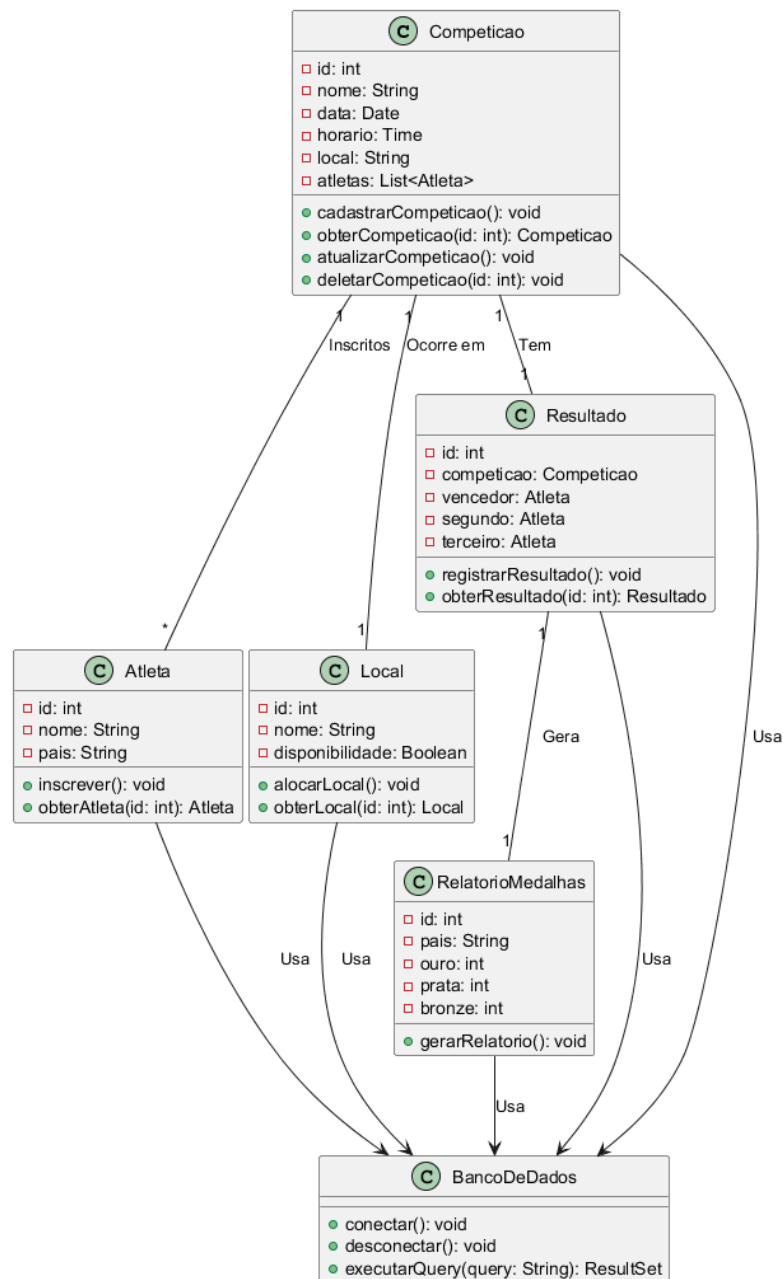 C Competicao
id: int
nome: String
data: Date
horario: Time
local: String
atletas: List<Atleta>
cadastrarCompeticao(): void
obterCompeticao(id: int): Competicao
atualizarCompeticao(): void
deletarCompeticao(id: int): void
1 1 1
Inscritos Ocorre em Tem
1
C Resultado
id: int
competicao: Competicao
vencedor: Atleta
segundo: Atleta
terceiro: Atleta
registrarResultado(): void
obterResultado(id: int): Resultado
* 1 1
C Atleta
id: int
nome: String
pais: String
inscrever(): void
obterAtleta(id: int): Atleta
C Local
id: int
nome: String
disponibilidade: Boolean
alocarLocal(): void
obterLocal(id: int): Local
Gera Usa
1
C RelatorioMedalhas
id: int
pais: String
ouro: int
prata: int
bronze: int
gerarRelatorio(): void
Usa Usa Usa
Usa
C BancoDeDados
conectar(): void
desconectar(): void
executarQuery(query: String): ResultSet